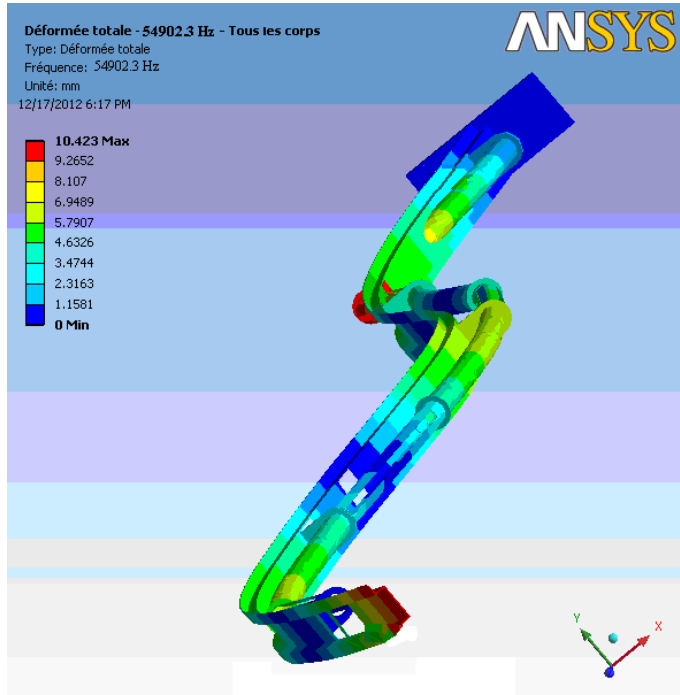 Déformée totale - 54902.3 Hz - Tous les corps
Type: Déformée totale
Fréquence: 54902.3 Hz
Unité: mm
12/17/2012 6:17 PM
ANSYS
10.423 Max
9.2652
8.107
6.9489
5.7907
4.6326
3.4744
2.3163
1.1581
0 Min
Y
X